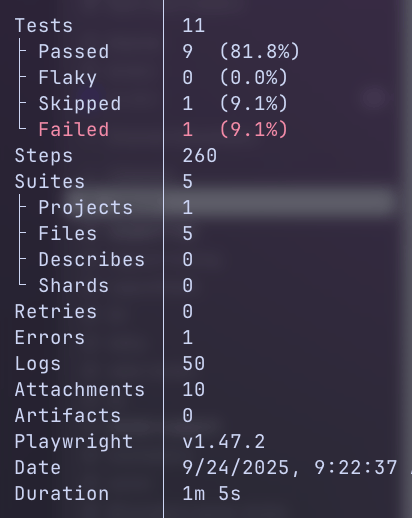 Tests 11
Passed 9 (81.8%)
Flaky 0 (0.0%)
Skipped 1 (9.1%)
Failed 1 (9.1%)
Steps 260
Suites 5
Projects 1
Files 5
Describes 0
Shards 0
Retries 0
Errors 1
Logs 50
Attachments 10
Artifacts 0
Playwright v1.47.2
Date 9/24/2025, 9:22:37
Duration 1m 5s